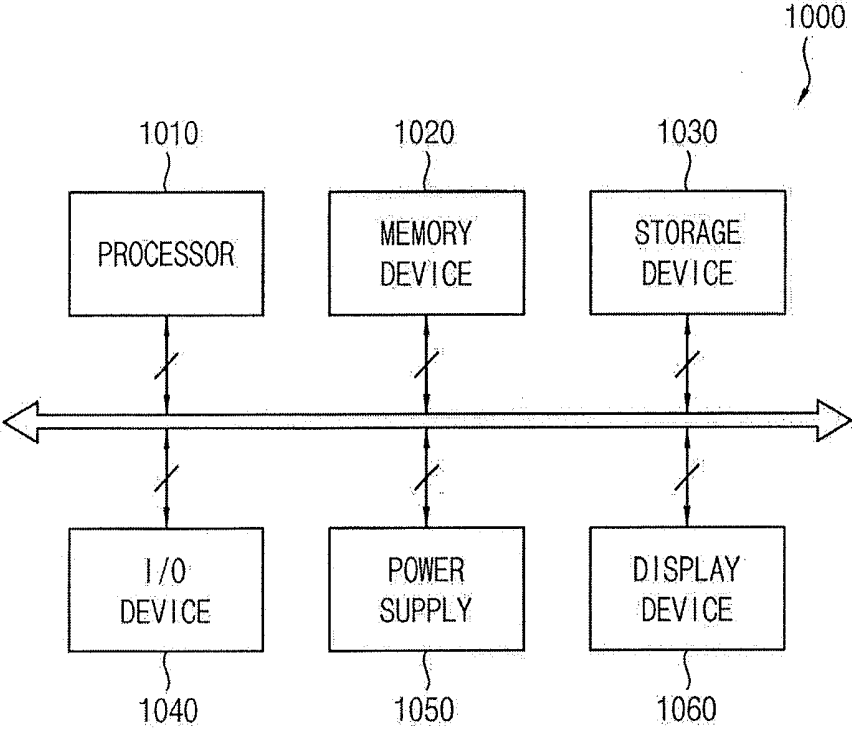 1000
1010
1020
1030
PROCESSOR
MEMORY
DEVICE
STORAGE
DEVICE
I/O
DEVICE
POWER
SUPPLY
DISPLAY
DEVICE
1040
1050
1060